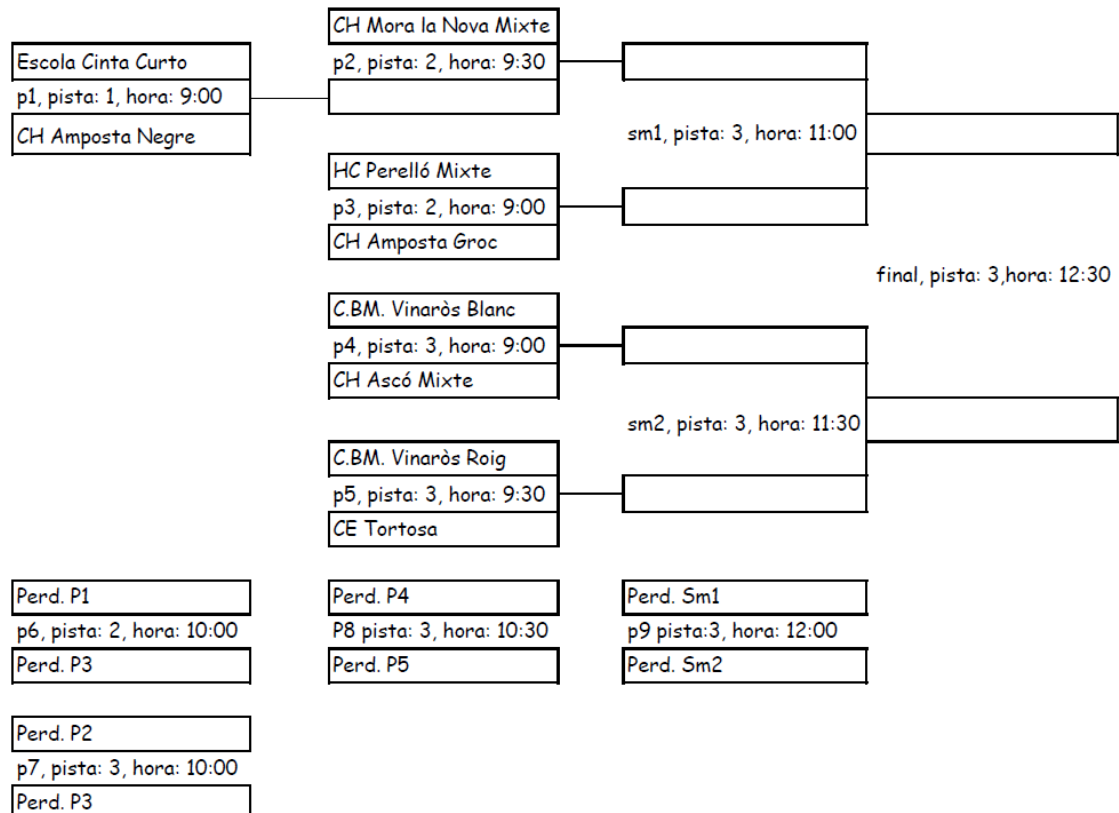 CH Mora la Nova Mixte
Escola Cinta Curto
p2, pista: 2, hora: 9:30
p1, pista: 1, hora: 9:00
CH Amposta Negre
sm1, pista: 3, hora: 11:00
HC Perelló Mixte
p3, pista: 2, hora: 9:00
CH Amposta Groc
final, pista: 3,hora: 12:30
C.BM. Vinaròs Blanc
p4, pista: 3, hora: 9:00
CH Ascó Mixte
sm2, pista: 3, hora: 11:30
C.BM. Vinaròs Roig
p5, pista: 3, hora: 9:30
CE Tortosa
Perd. P1
p6, pista: 2, hora: 10:00
Perd. P3
Perd. P4
P8 pista: 3, hora: 10:30
Perd. P5
Perd. Sm1
p9 pista:3, hora: 12:00
Perd. Sm2
Perd. P2
p7, pista: 3, hora: 10:00
Perd. P3